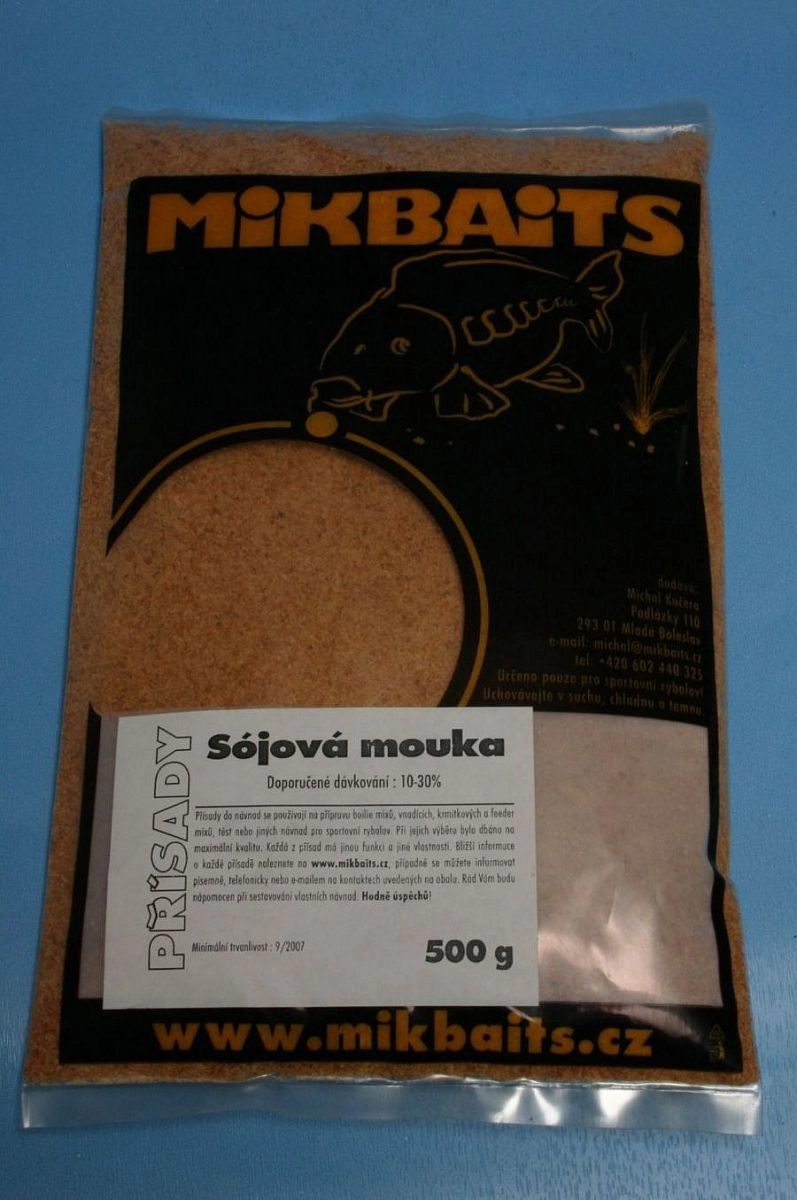 MiKBAiTS
dodává:
Michal Kučera
Podlázky 110
293 01 Mladá Boleslav
e-mail: michal@mikbaits.cz
tel: +420 602 440 325
Určeno pouze pro sportovní rybolov!
Uchovávejte v suchu, chladnu a temnu.
PŘÍSADY
Sójová mouka
Doporučené dávkování : 10-30%
Přísady do návnad se používají na přípravu boilie mixů, vnadících, krmítkových a feeder
mixů, těst nebo jiných návnad pro sportovní rybolov. Při jejich výběru bylo dbáno na
maximální kvalitu. Každá z přísad má jinou funkci a jiné vlastnosti. Bližší informace
o každé přísadě naleznete na www.mikbaits.cz, případně se můžete informovat
písemně, telefonicky nebo e-mailem na kontaktech uvedených na obalu. Rád Vám budu
nápomocen při sestavování vlastních návnad. Hodně úspěchů!
Minimální trvanlivost : 9/2007
500 g
www.mikbaits.cz